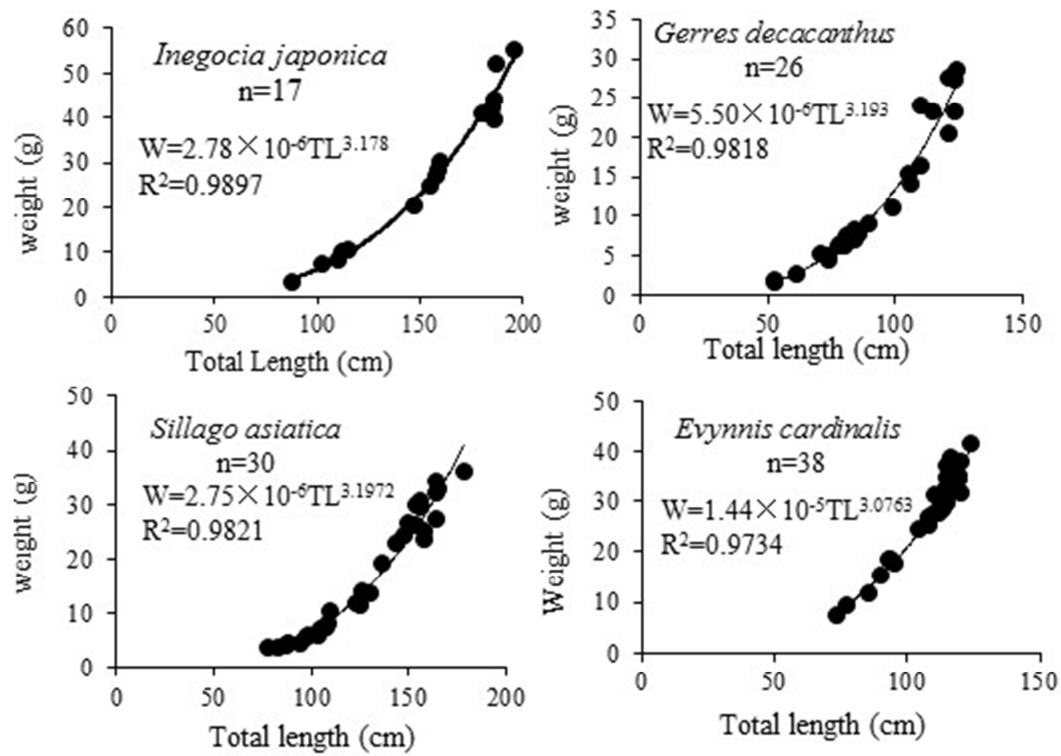 Inegocia japonica
n=17
W=2.78×10⁻⁶TL³·¹⁷⁸
R²=0.9897
weight (g)
60
50
40
30
20
10
0
0 50 100 150 200
Total Length (cm)
Gerres decacanthus
n=26
W=5.50×10⁻⁶TL³·¹⁹³
R²=0.9818
weight (g)
35
30
25
20
15
10
5
0
0 50 100 150
Total length (cm)
Sillago asiatica
n=30
W=2.75×10⁻⁶TL³·¹⁹⁷²
R²=0.9821
weight (g)
50
40
30
20
10
0
0 50 100 150 200
Total length (cm)
Evynnis cardinalis
n=38
W=1.44×10⁻⁵TL³·⁰⁷⁶³
R²=0.9734
Weight (g)
50
40
30
20
10
0
0 50 100 150
Total length (cm)